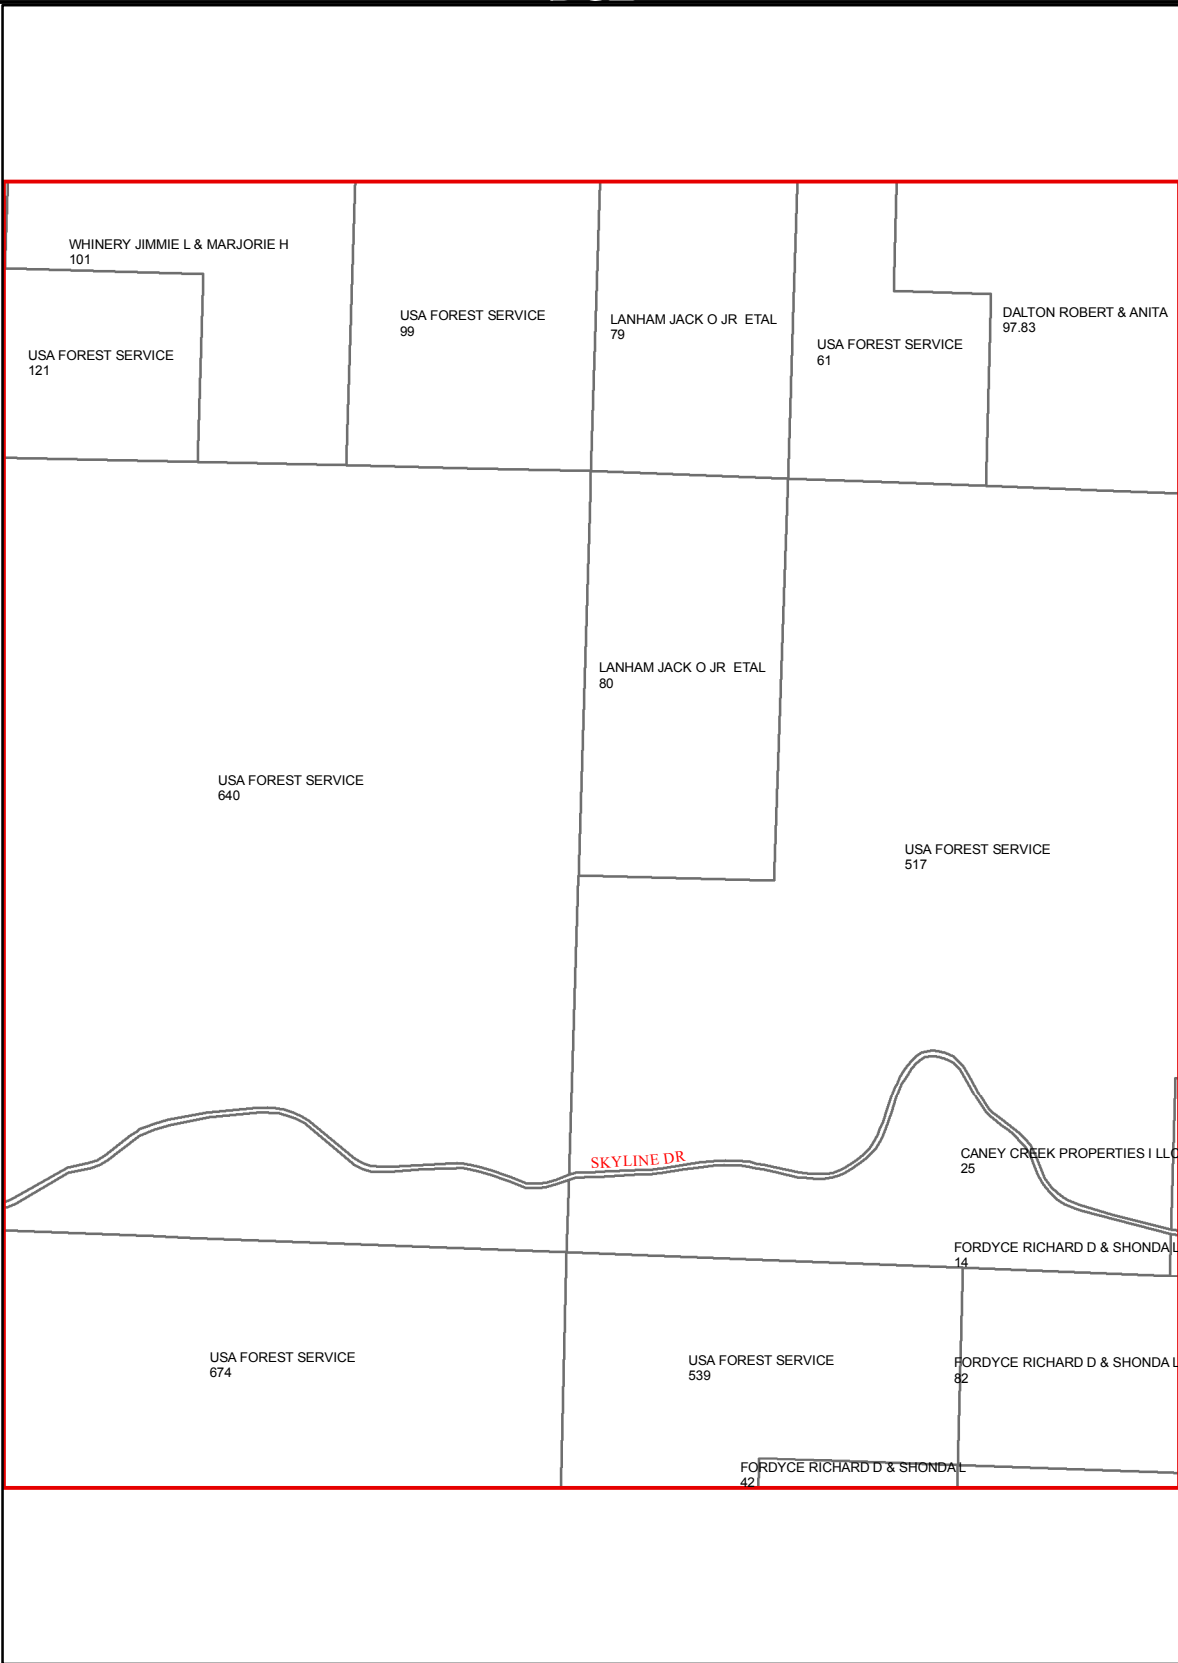 WHINERY JIMMIE L & MARJORIE H
101
USA FOREST SERVICE
99
LANHAM JACK O JR ETAL
79
DALTON ROBERT & ANITA
97.83
USA FOREST SERVICE
61
USA FOREST SERVICE
121
LANHAM JACK O JR ETAL
80
USA FOREST SERVICE
640
USA FOREST SERVICE
517
SKYLINE DR
CANEY CREEK PROPERTIES I LLC
25
FORDYCE RICHARD D & SHONDA L
14
USA FOREST SERVICE
674
USA FOREST SERVICE
539
FORDYCE RICHARD D & SHONDA L
82
FORDYCE RICHARD D & SHONDA L
42